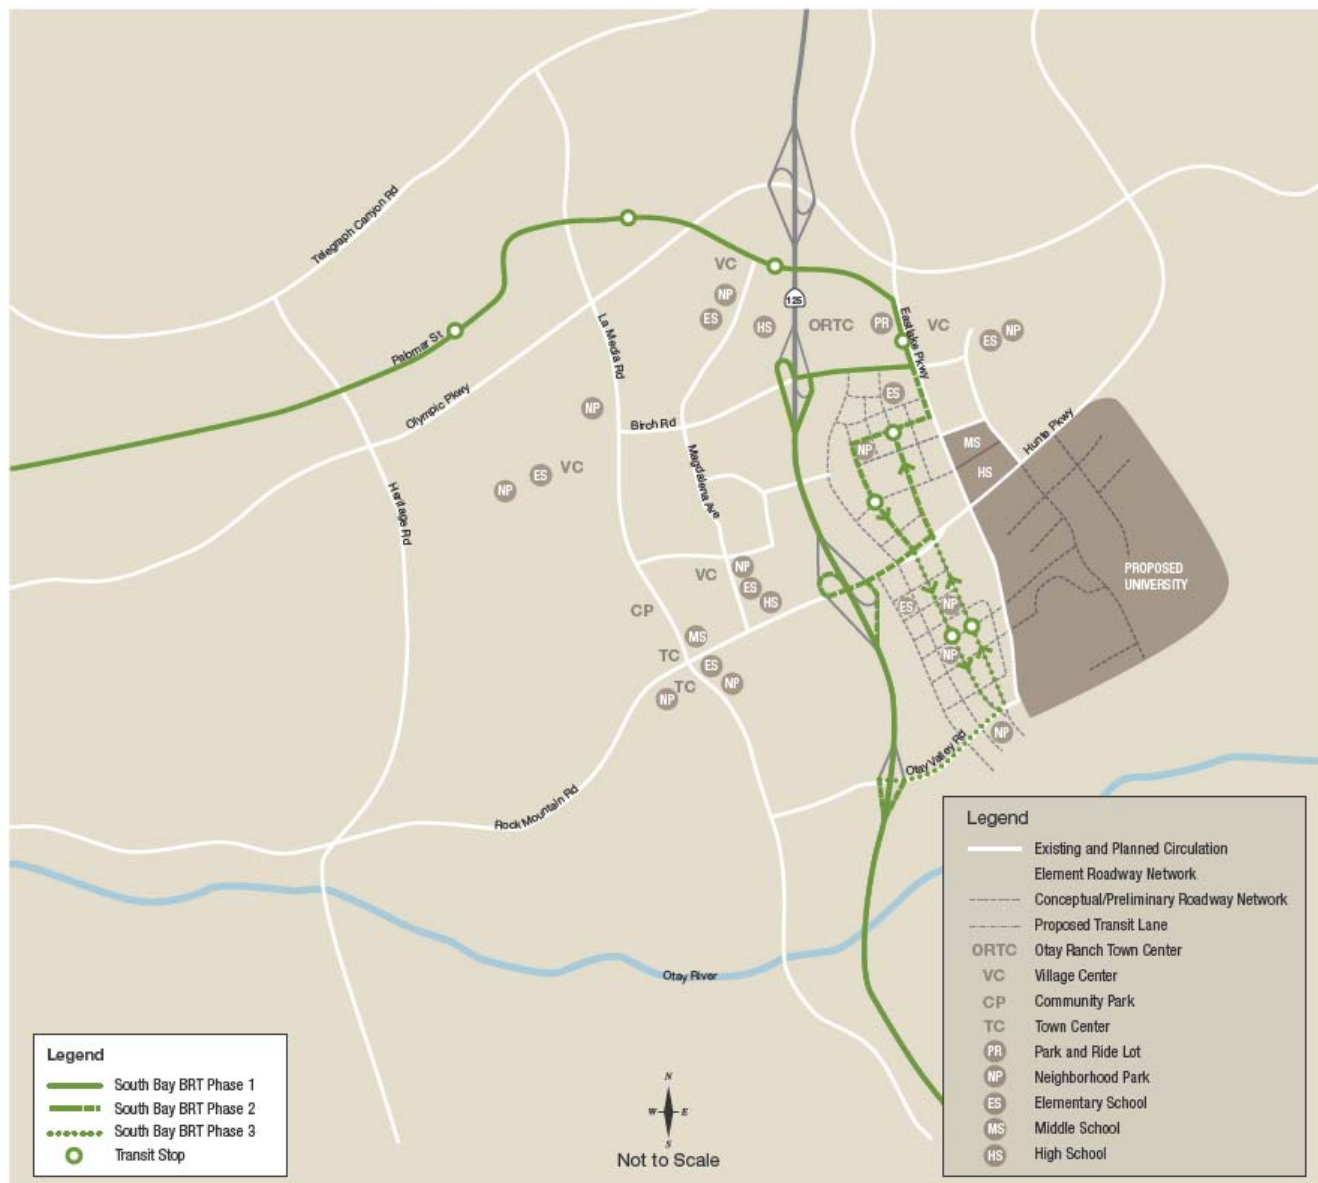 Telegraph Canyon Rd
VC
NP
ES
HS
125
ORTC
PR
Eastlake Pkwy
VC
ES
NP
Palomar St
La Media Rd
Olympic Pkwy
NP
Birch Rd
ES
NP
MS
HS
Hunte Pkwy
Magdalena Ave
VC
ES
NP
Heritage Rd
VC
NP
ES
HS
PROPOSED
UNIVERSITY
ES
NP
CP
MS
TC
ES
NP
TC
NP
NP
NP
Otay Valley Rd
Rock Mountain Rd
Otay River
Legend
Existing and Planned Circulation
Element Roadway Network
Conceptual/Preliminary Roadway Network
Proposed Transit Lane
ORTC Otay Ranch Town Center
VC Village Center
CP Community Park
TC Town Center
PR Park and Ride Lot
NP Neighborhood Park
ES Elementary School
MS Middle School
HS High School
Legend
South Bay BRT Phase 1
South Bay BRT Phase 2
South Bay BRT Phase 3
Transit Stop
N
W E
S
Not to Scale